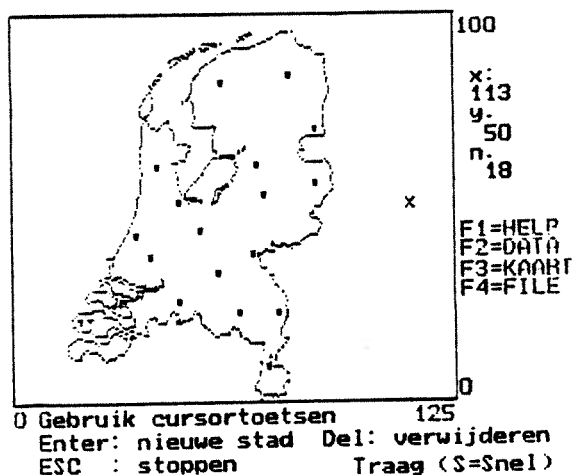 100
x:
113
y.
50
n.
18
x
F1=HELP
F2=DATA
F3=KAART
F4=FILE
0
0 Gebruik cursortoetsen 125
Enter: nieuwe stad Del: verwijderen
ESC : stoppen Traag (S=Snel)